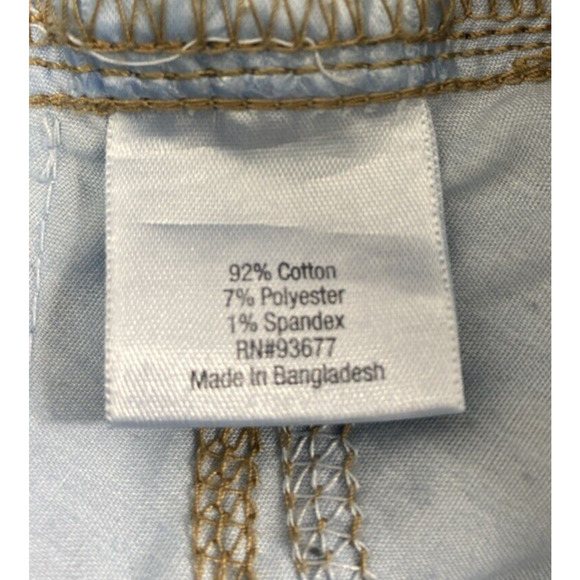 92% Cotton
7% Polyester
1% Spandex
RN#93677
Made In Bangladesh